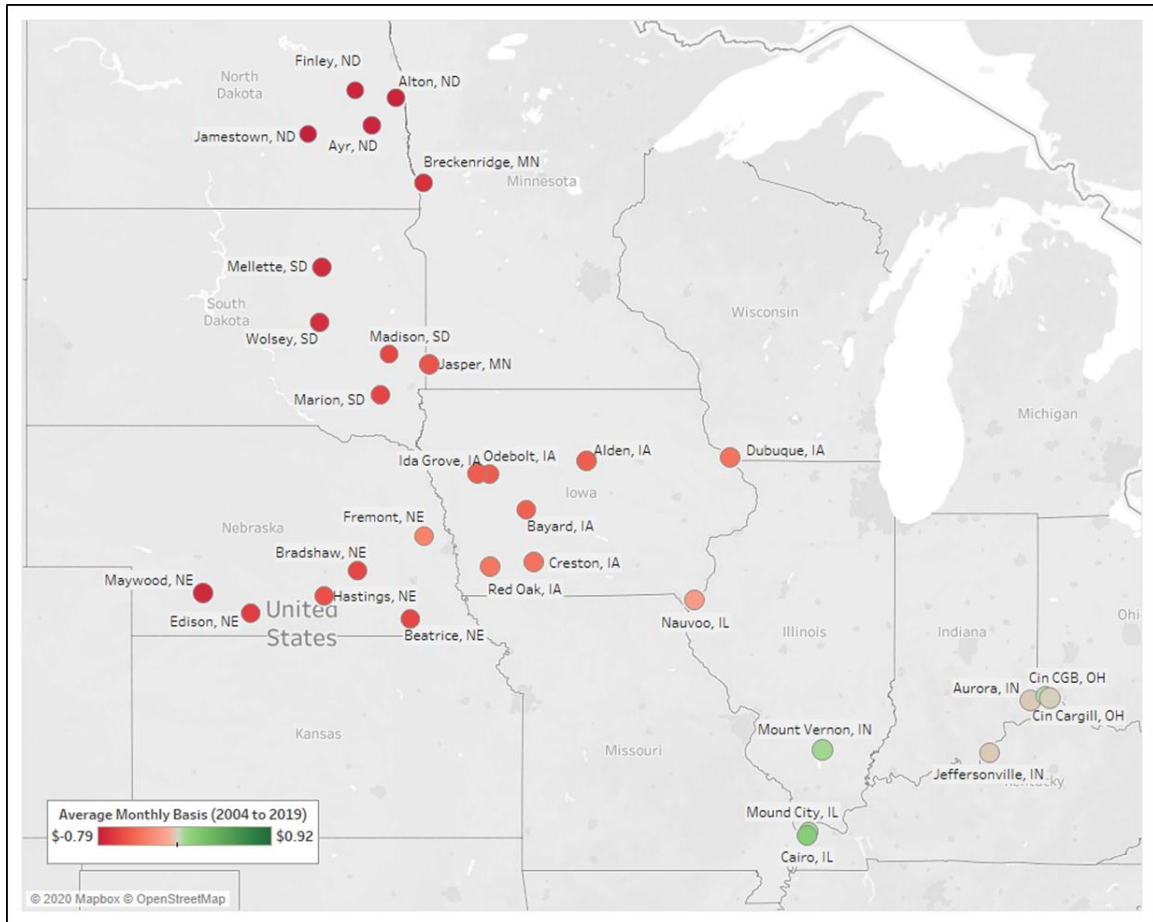 Finley, ND
North
Dakota
Alton, ND
Jamestown, ND
Ayr, ND
Breckenridge, MN
Minnesota
Mellette, SD
South
Dakota
Wolsey, SD
Madison, SD
Jasper, MN
Marion, SD
Wisconsin
Michigan
Ida Grove, IA
Odebolt, IA
Alden, IA
Dubuque, IA
Iowa
Bayard, IA
Nebraska
Fremont, NE
Bradshaw, NE
Creston, IA
Red Oak, IA
Maywood, NE
Hastings, NE
Edison, NE
United
States
Beatrice, NE
Nauvoo, IL
Illinois
Indiana
Ohi
Cin CGB, OH
Aurora, IN
Cin Cargill, OH
Kansas
Missouri
Mount Vernon, IN
Jeffersonville, IN
Kentucky
Mound City, IL
Cairo, IL
Average Monthly Basis (2004 to 2019)
$-0.79 $0.92
© 2020 Mapbox © OpenStreetMap